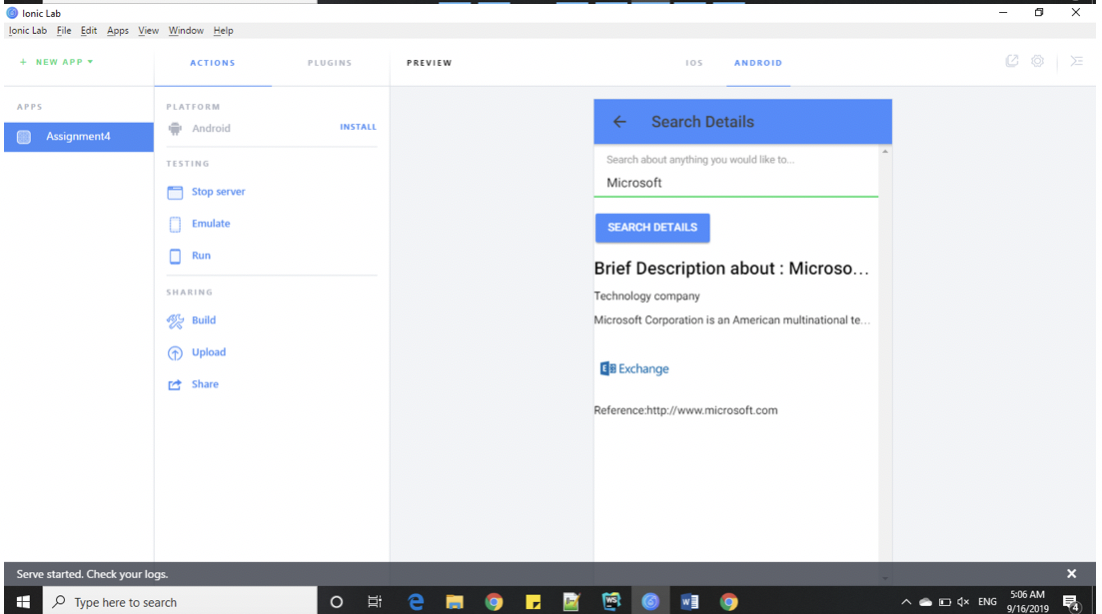 Ionic Lab
Ionic Lab File Edit Apps View Window Help
+ NEW APP
ACTIONS PLUGINS PREVIEW IOS ANDROID
APPS
Assignment4
PLATFORM
Android INSTALL
TESTING
Stop server
Emulate
Run
SHARING
Build
Upload
Share
Search Details
Search about anything you would like to...
Microsoft
SEARCH DETAILS
Brief Description about : Microso...
Technology company
Microsoft Corporation is an American multinational te...
Exchange
Reference:http://www.microsoft.com
Serve started. Check your logs.
Type here to search
ENG
5:06 AM
9/16/2019
4